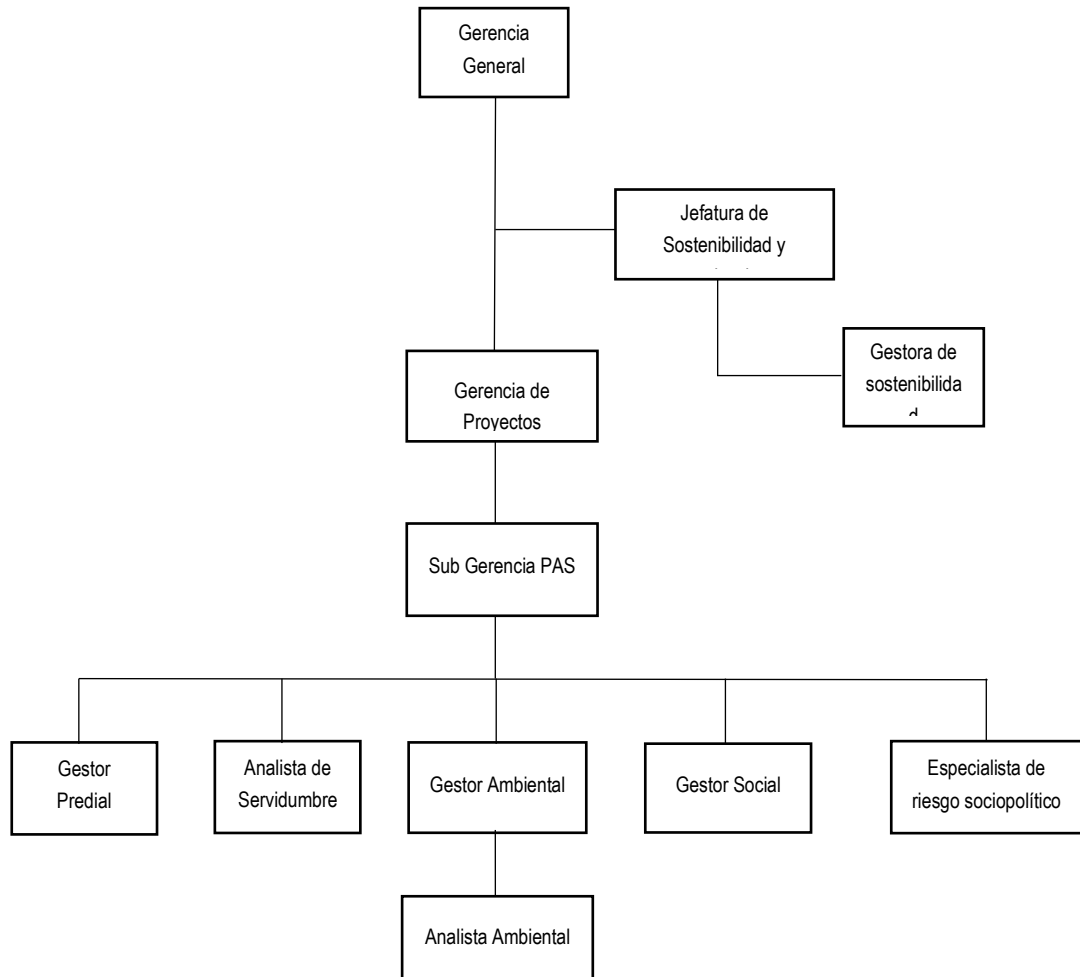 Gerencia
General
Jefatura de
Sostenibilidad y
Gestora de
sostenibilida
d
Gerencia de
Proyectos
Sub Gerencia PAS
Gestor
Predial
Analista de
Servidumbre
Gestor Ambiental
Gestor Social
Especialista de
riesgo sociopolítico
Analista Ambiental